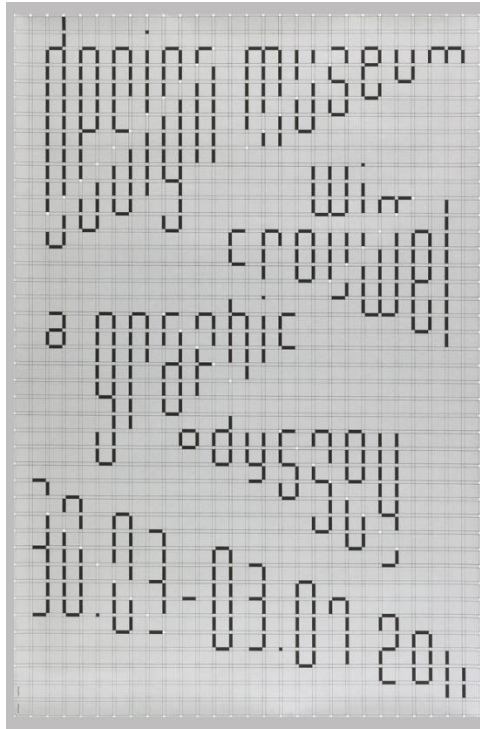 design museum
wim
crouwel
a graphic
odyssey
30.03-03.07 2011